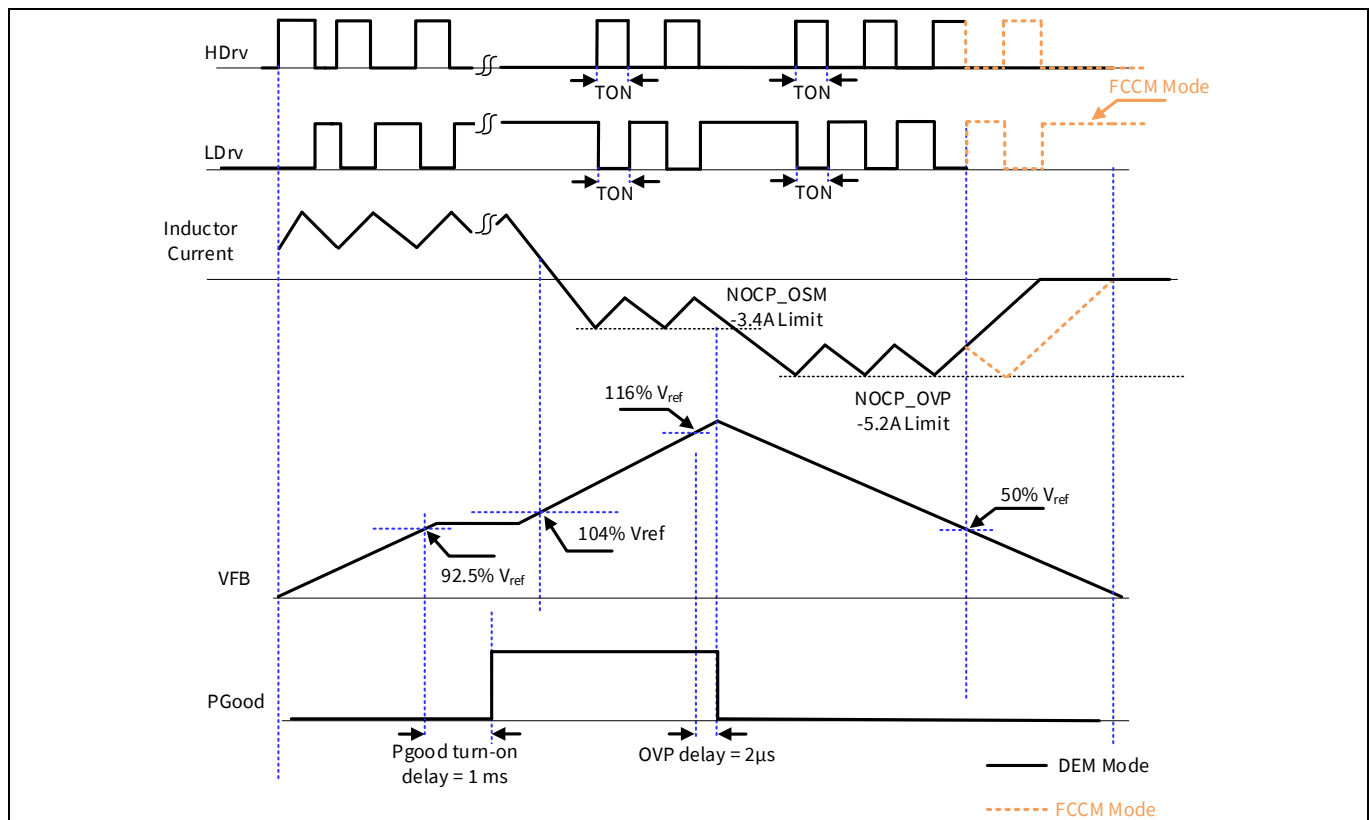 HDrv
TON
TON
FCCM Mode
LDrv
TON
TON
Inductor
Current
NOCP_OSM
-3.4A Limit
NOCP_OVP
-5.2A Limit
116% Vref
50% Vref
104% Vref
92.5% Vref
VFB
PGood
Pgood turn-on
delay = 1 ms
OVP delay = 2µs
DEM Mode
FCCM Mode